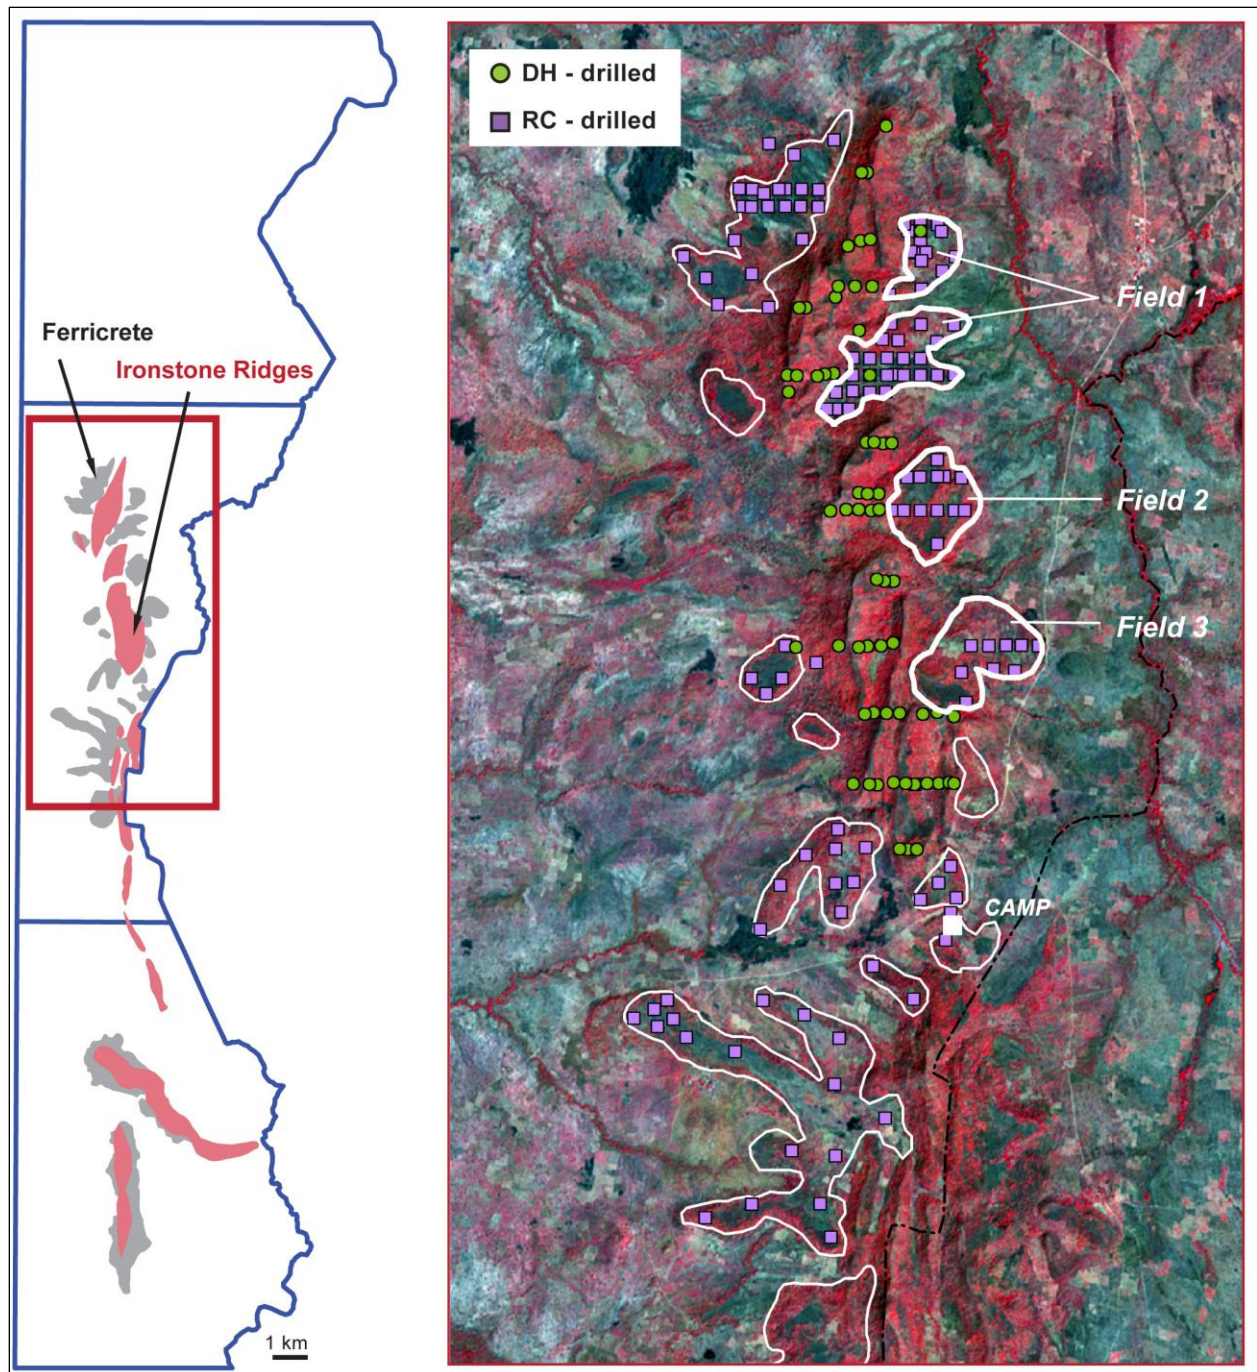 DH - drilled
RC - drilled
Ferricrete
Ironstone Ridges
Field 1
Field 2
Field 3
CAMP
1 km